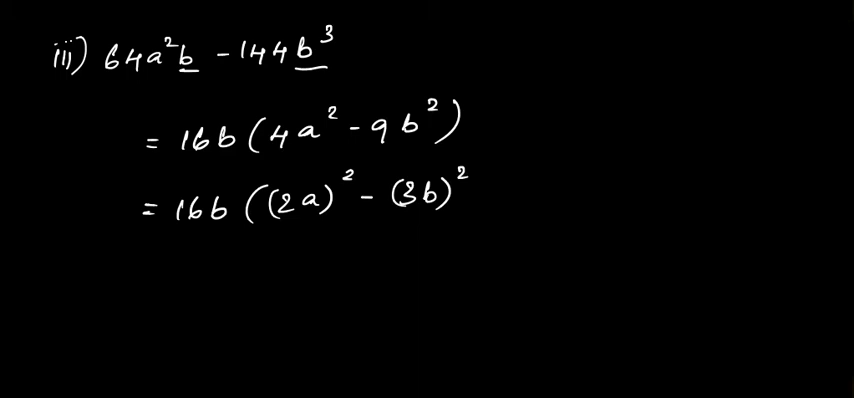 iii) 64a²b - 144b³
= 16b (4a² - 9b²)
= 16b ((2a)² - (3b)²